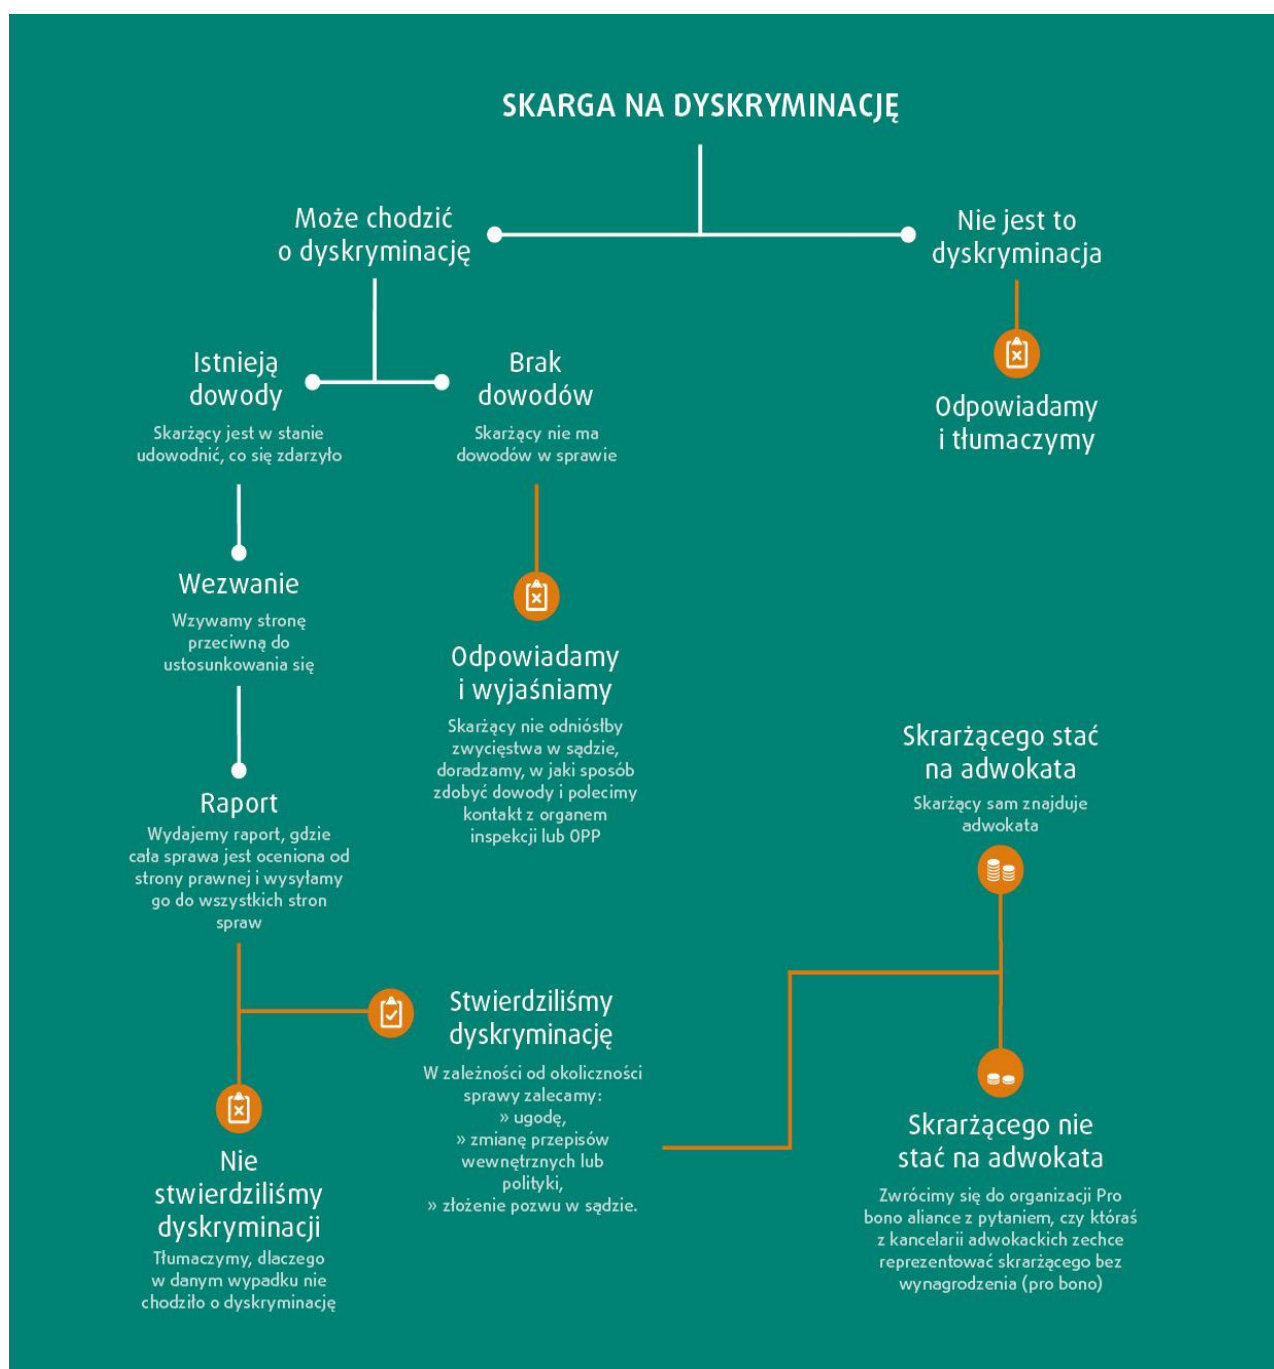 SKARGA NA DYSKRYMINACJĘ
Może chodzić
o dyskryminację
Nie jest to
dyskryminacja
Istnieją
dowody
Skarżący jest w stanie
udowodnić, co się zdarzyło
Brak
dowodów
Skarżący nie ma
dowodów w sprawie
Odpowiadamy
i tłumaczymy
Wezwanie
Wzywamy stronę
przeciwną do
ustosunkowania się
Odpowiadamy
i wyjaśniamy
Skarżący nie odniósłby
zwycięstwa w sądzie,
doradzamy, w jaki sposób
zdobyć dowody i polecimy
kontakt z organem
inspekcji lub OPP
Raport
Wydajemy raport, gdzie
cała sprawa jest oceniona od
strony prawnej i wysyłamy
go do wszystkich stron
spraw
Skrarżącego stać
na adwokata
Skarżący sam znajduje
adwokata
Stwierdziliśmy
dyskryminację
W zależności od okoliczności
sprawy zalecamy:
» ugodę,
» zmianę przepisów
wewnętrznych lub
polityki,
» złożenie pozwu w sądzie.
Nie
stwierdziliśmy
dyskryminacji
Tłumaczymy, dlaczego
w danym wypadku nie
chodziło o dyskryminację
Skrarżącego nie
stać na adwokata
Zwrócimy się do organizacji Pro
bono aliance z pytaniem, czy któraś
z kancelarii adwokackich zechce
reprezentować skrarżącego bez
wynagrodzenia (pro bono)